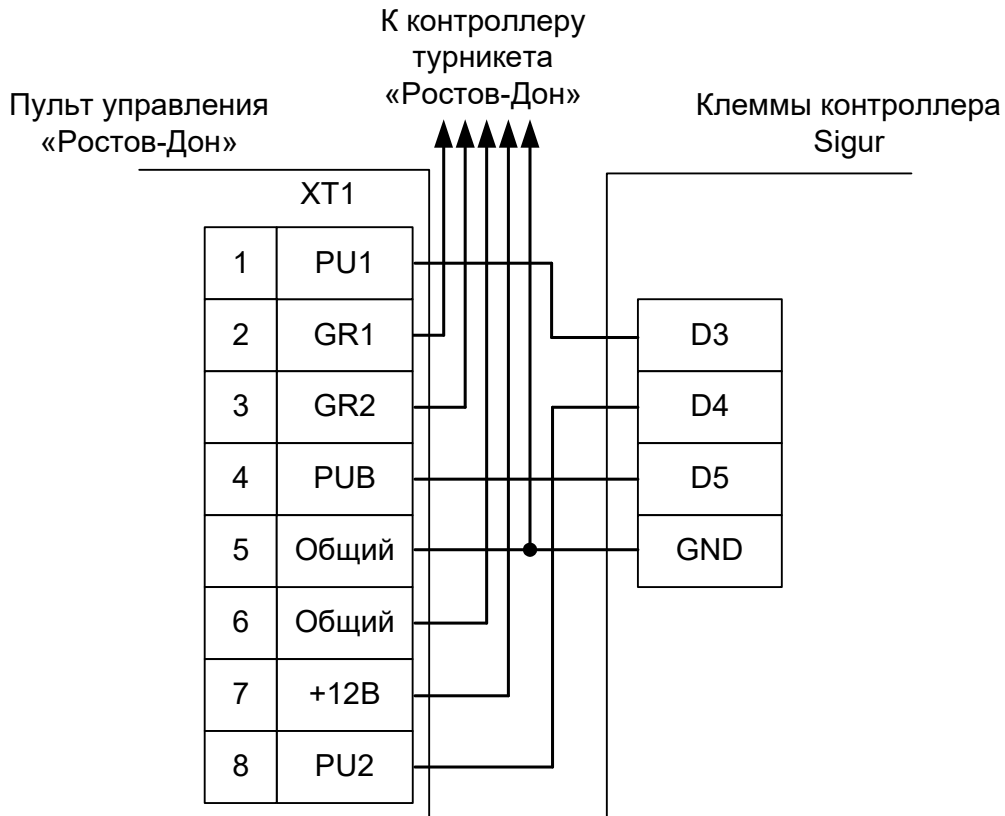 К контроллеру
турникета
«Ростов-Дон»
Пульт управления
«Ростов-Дон»
Клеммы контроллера
Sigur
XT1
1 PU1
2 GR1
3 GR2
4 PUB
5 Общий
6 Общий
7 +12В
8 PU2
D3
D4
D5
GND